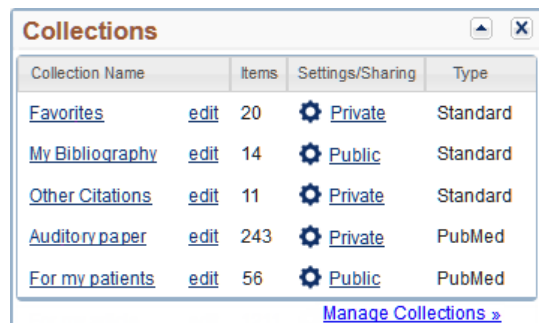 Collections
Collection Name Items Settings/Sharing Type
Favorites edit 20 Private Standard
My Bibliography edit 14 Public Standard
Other Citations edit 11 Private Standard
Auditory paper edit 243 Private PubMed
For my patients edit 56 Public PubMed
Manage Collections »